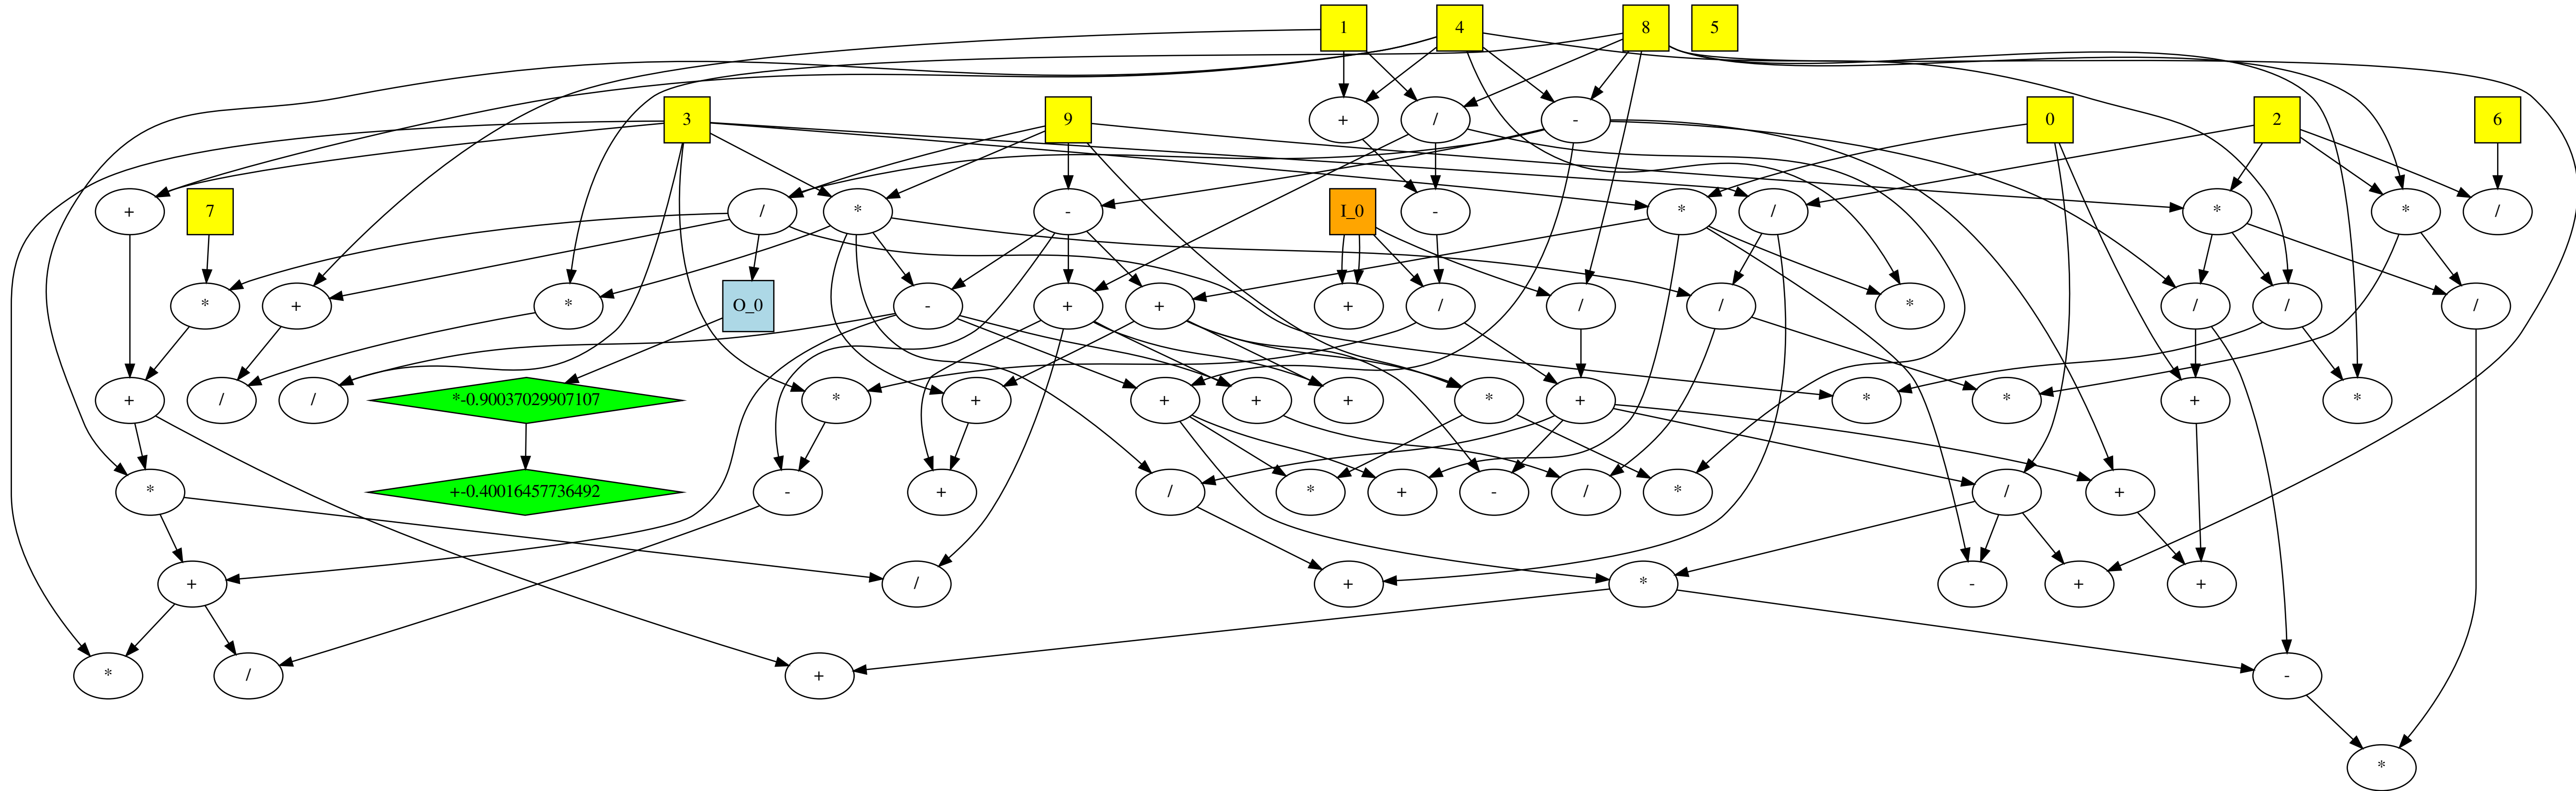 1 4 8 5
3 9 + / - 0 2 6
+ 7 / * - I_0 - * / * * /
* + * O_0 - + + + / / / * / / /
+ / / *-0.90037029907107 * + + + + * + * * + *
* +-0.40016457736492 - + / * + - / * / +
+ / + * - + +
* / + -
*